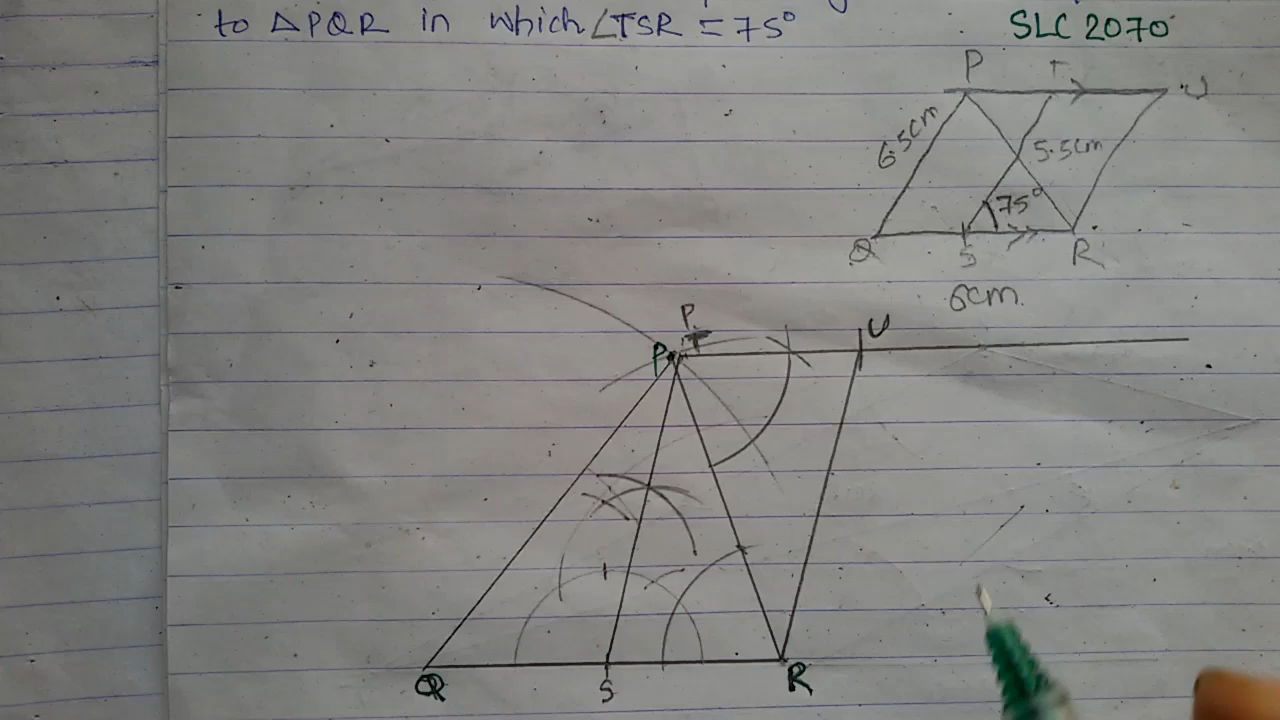 to △PQR in which ∠TSR = 75°
SLC 2070
P T U
6.5cm
5.5cm
75°
Q S R
6cm.
P
P T U
Q S R